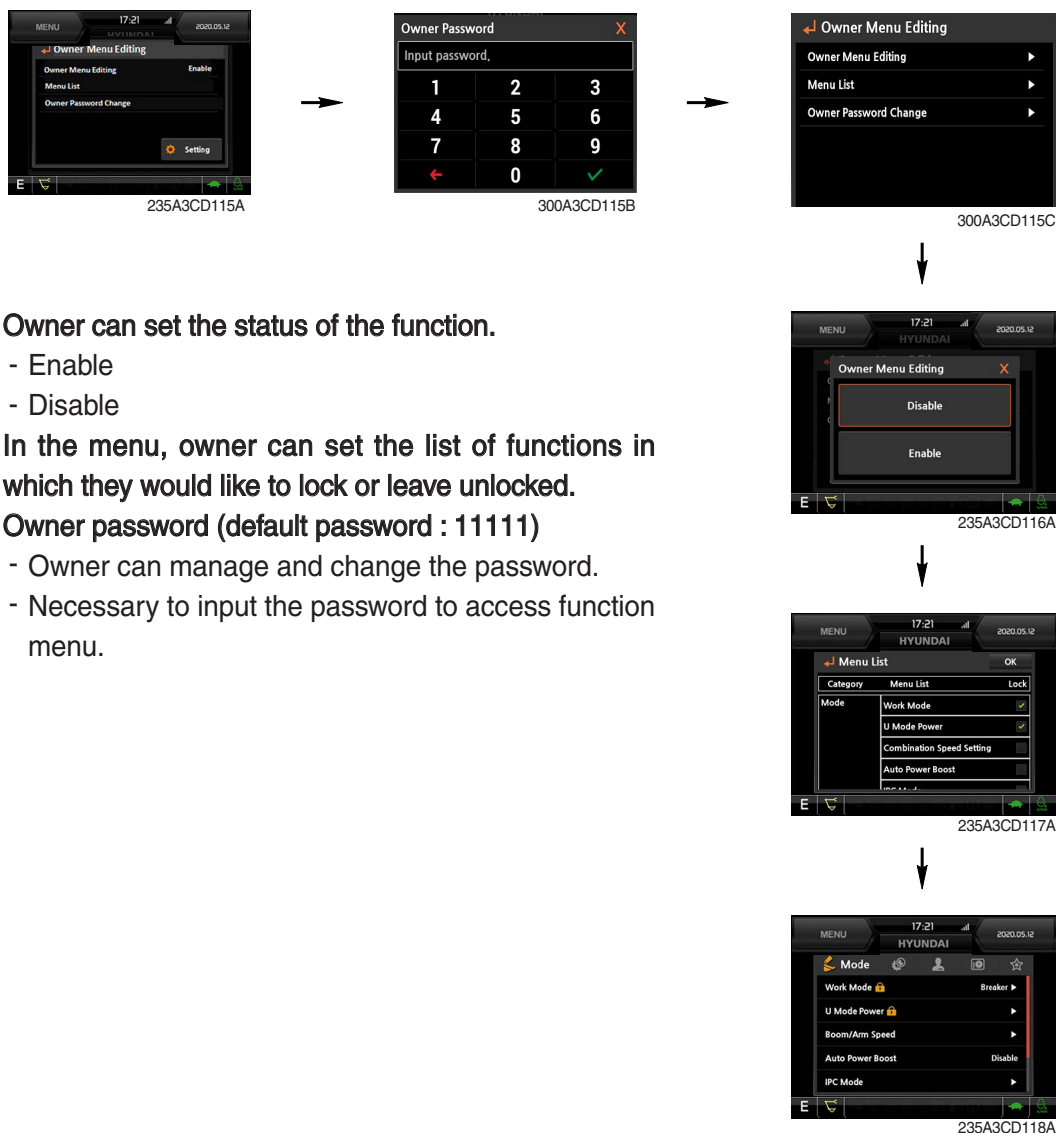 MENU 17:21 2020.05.12
HYUNDAI
Owner Menu Editing
Owner Menu Editing Enable
Menu List
Owner Password Change
Setting
E
235A3CD115A
Owner Password X
Input password.
1 2 3
4 5 6
7 8 9
0
300A3CD115B
Owner Menu Editing
Owner Menu Editing
Menu List
Owner Password Change
300A3CD115C
Owner can set the status of the function.
- Enable
- Disable
In the menu, owner can set the list of functions in
which they would like to lock or leave unlocked.
Owner password (default password : 11111)
- Owner can manage and change the password.
- Necessary to input the password to access function
menu.
MENU 17:21 2020.05.12
HYUNDAI
Owner Menu Editing X
Disable
Enable
E
235A3CD116A
MENU 17:21 2020.05.12
HYUNDAI
Menu List OK
Category Menu List Lock
Mode Work Mode
U Mode Power
Combination Speed Setting
Auto Power Boost
IPC Mode
E
235A3CD117A
MENU 17:21 2020.05.12
HYUNDAI
Mode
Work Mode Breaker
U Mode Power
Boom/Arm Speed
Auto Power Boost Disable
IPC Mode
E
235A3CD118A